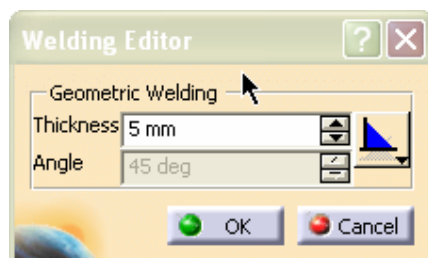 Welding Editor ?
Geometric Welding
Thickness 5 mm
Angle 45 deg
OK Cancel